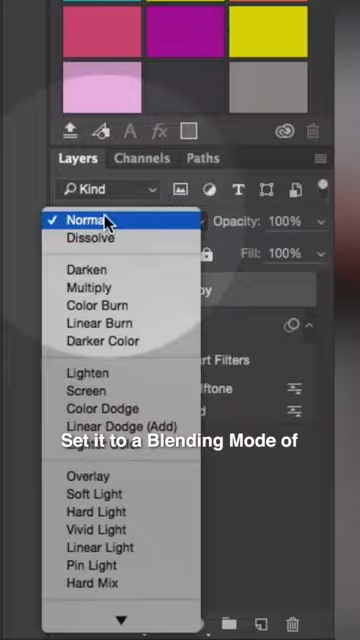 A fx
Layers Channels Paths
Kind T
Normal Opacity: 100%
Dissolve
Fill: 100%
Darken
Multiply
Color Burn
Linear Burn
Darker Color
Lighten
Screen
Color Dodge
Linear Dodge (Add)
Set it to a Blending Mode of
Overlay
Soft Light
Hard Light
Vivid Light
Linear Light
Pin Light
Hard Mix